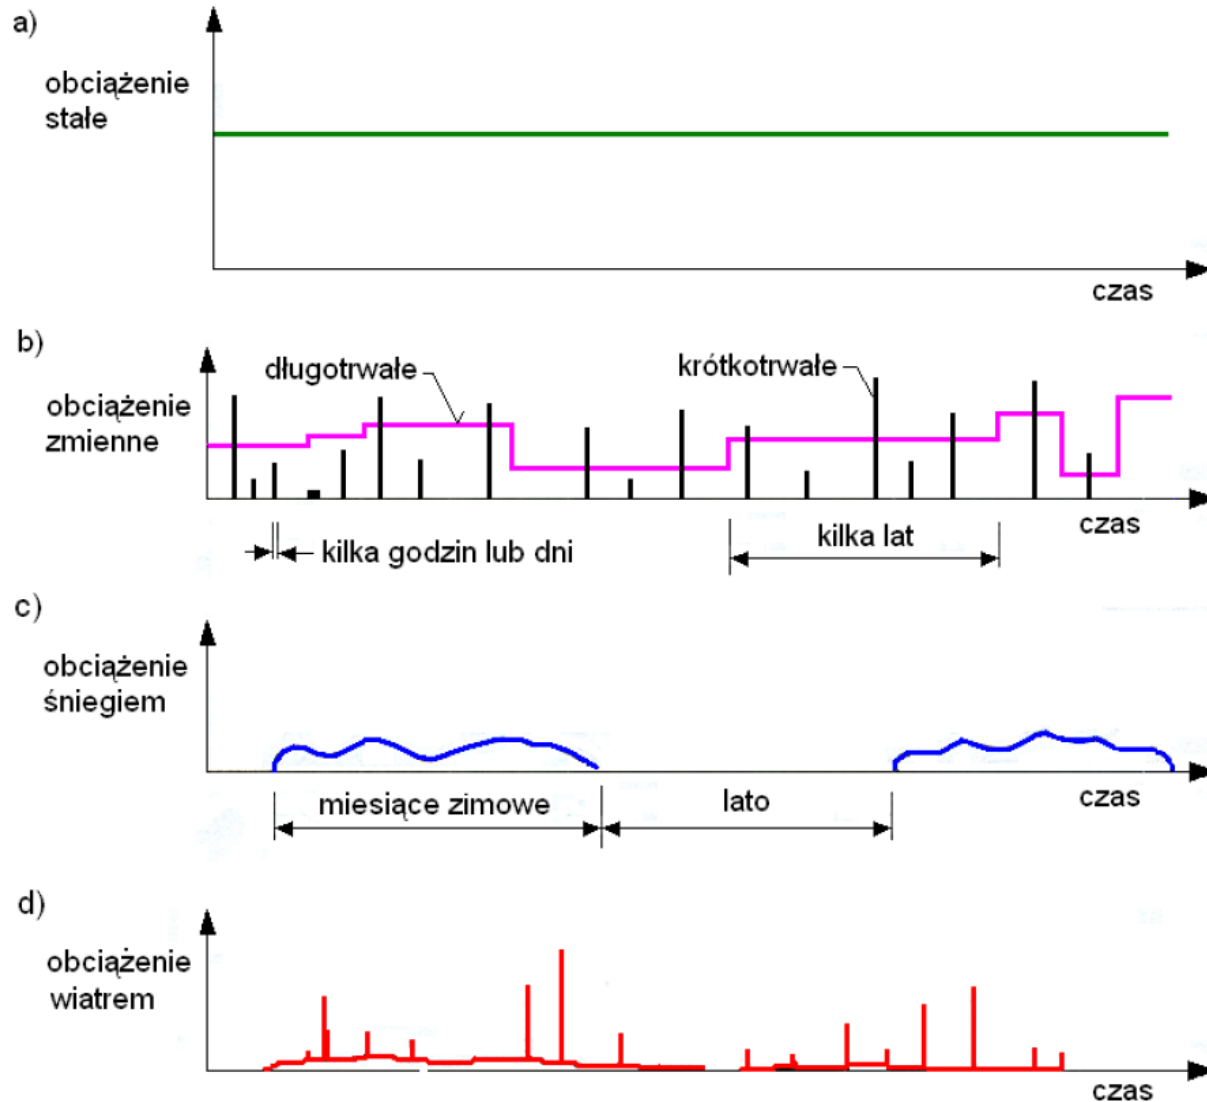 a)
obciążenie
stałe
czas
b)
długotrwałe
krótkotrwałe
obciążenie
zmienne
czas
kilka godzin lub dni
kilka lat
c)
obciążenie
śniegiem
czas
miesiące zimowe
lato
d)
obciążenie
wiatrem
czas